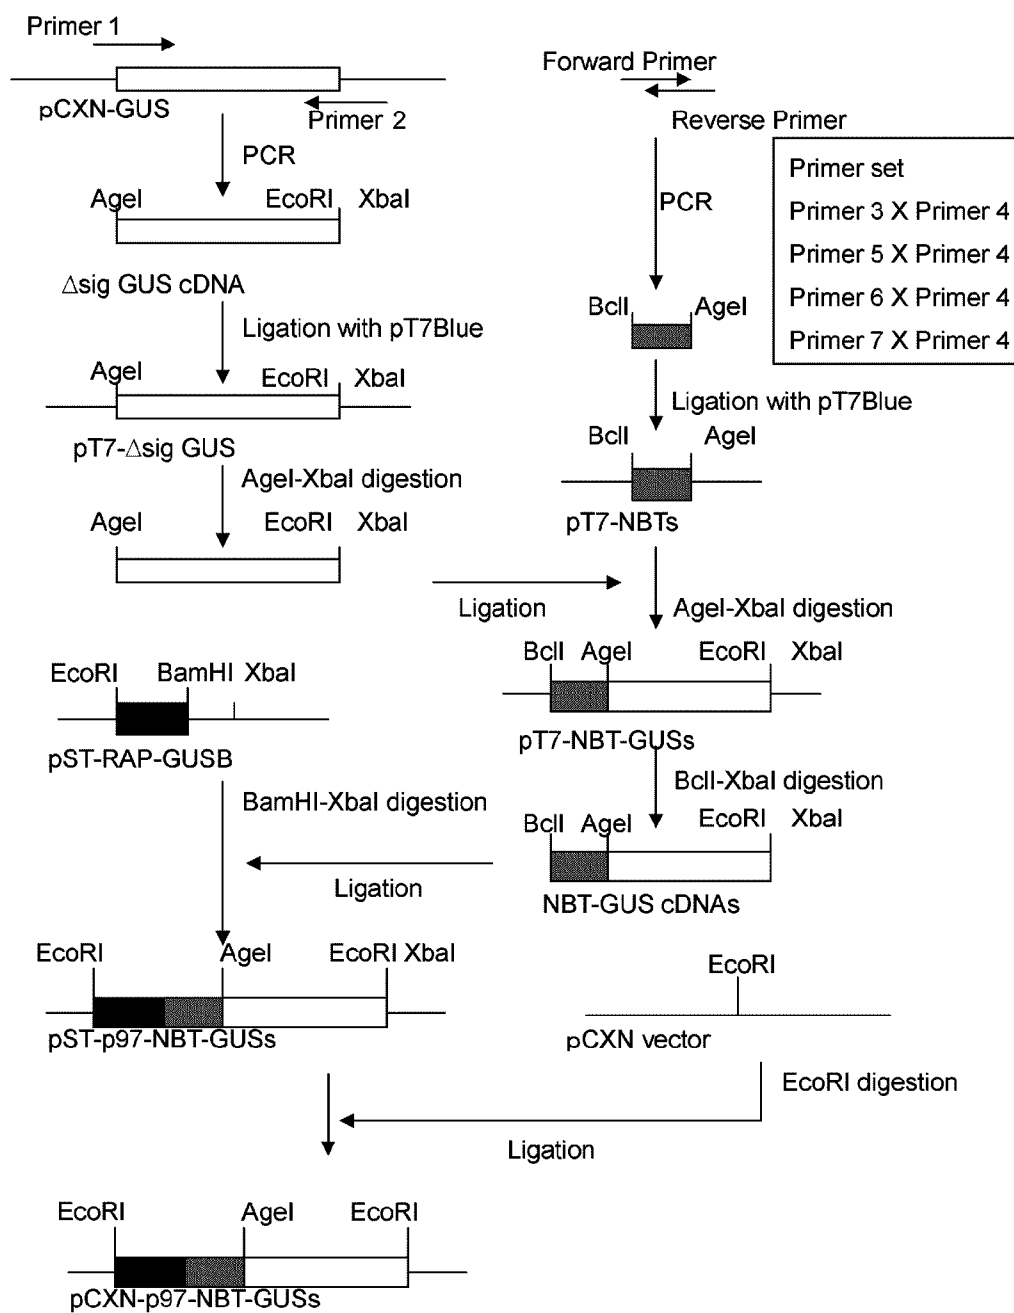 Primer 1
pCXN-GUS
Primer 2
PCR
AgeI EcoRI XbaI
Δsig GUS cDNA
Ligation with pT7Blue
AgeI EcoRI XbaI
pT7-Δsig GUS
AgeI-XbaI digestion
AgeI EcoRI XbaI
Forward Primer
Reverse Primer
Primer set
Primer 3 X Primer 4
Primer 5 X Primer 4
Primer 6 X Primer 4
Primer 7 X Primer 4
PCR
BclI AgeI
Ligation with pT7Blue
BclI AgeI
pT7-NBTs
Ligation
AgeI-XbaI digestion
BclI AgeI EcoRI XbaI
pT7-NBT-GUSs
BclI-XbaI digestion
BclI AgeI EcoRI XbaI
NBT-GUS cDNAs
EcoRI BamHI XbaI
pST-RAP-GUSB
BamHI-XbaI digestion
Ligation
EcoRI AgeI EcoRI XbaI
pST-p97-NBT-GUSs
EcoRI
pCXN vector
EcoRI digestion
Ligation
EcoRI AgeI EcoRI
pCXN-p97-NBT-GUSs